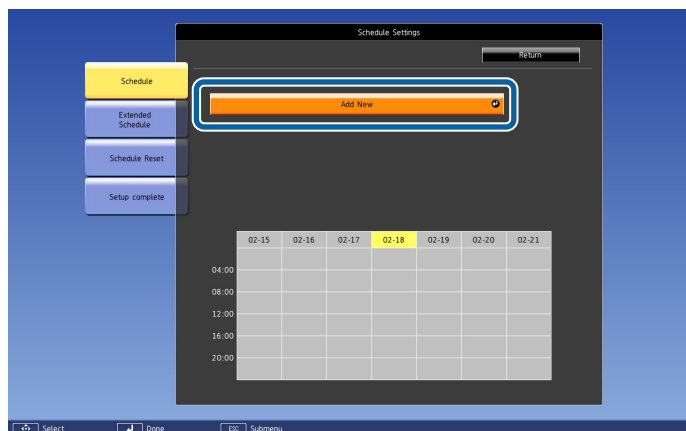 Schedule Settings
Return
Schedule
Add New
Extended
Schedule
Schedule Reset
Setup complete
02-15 02-16 02-17 02-18 02-19 02-20 02-21
04:00
08:00
12:00
16:00
20:00
Select Done ESC Submenu